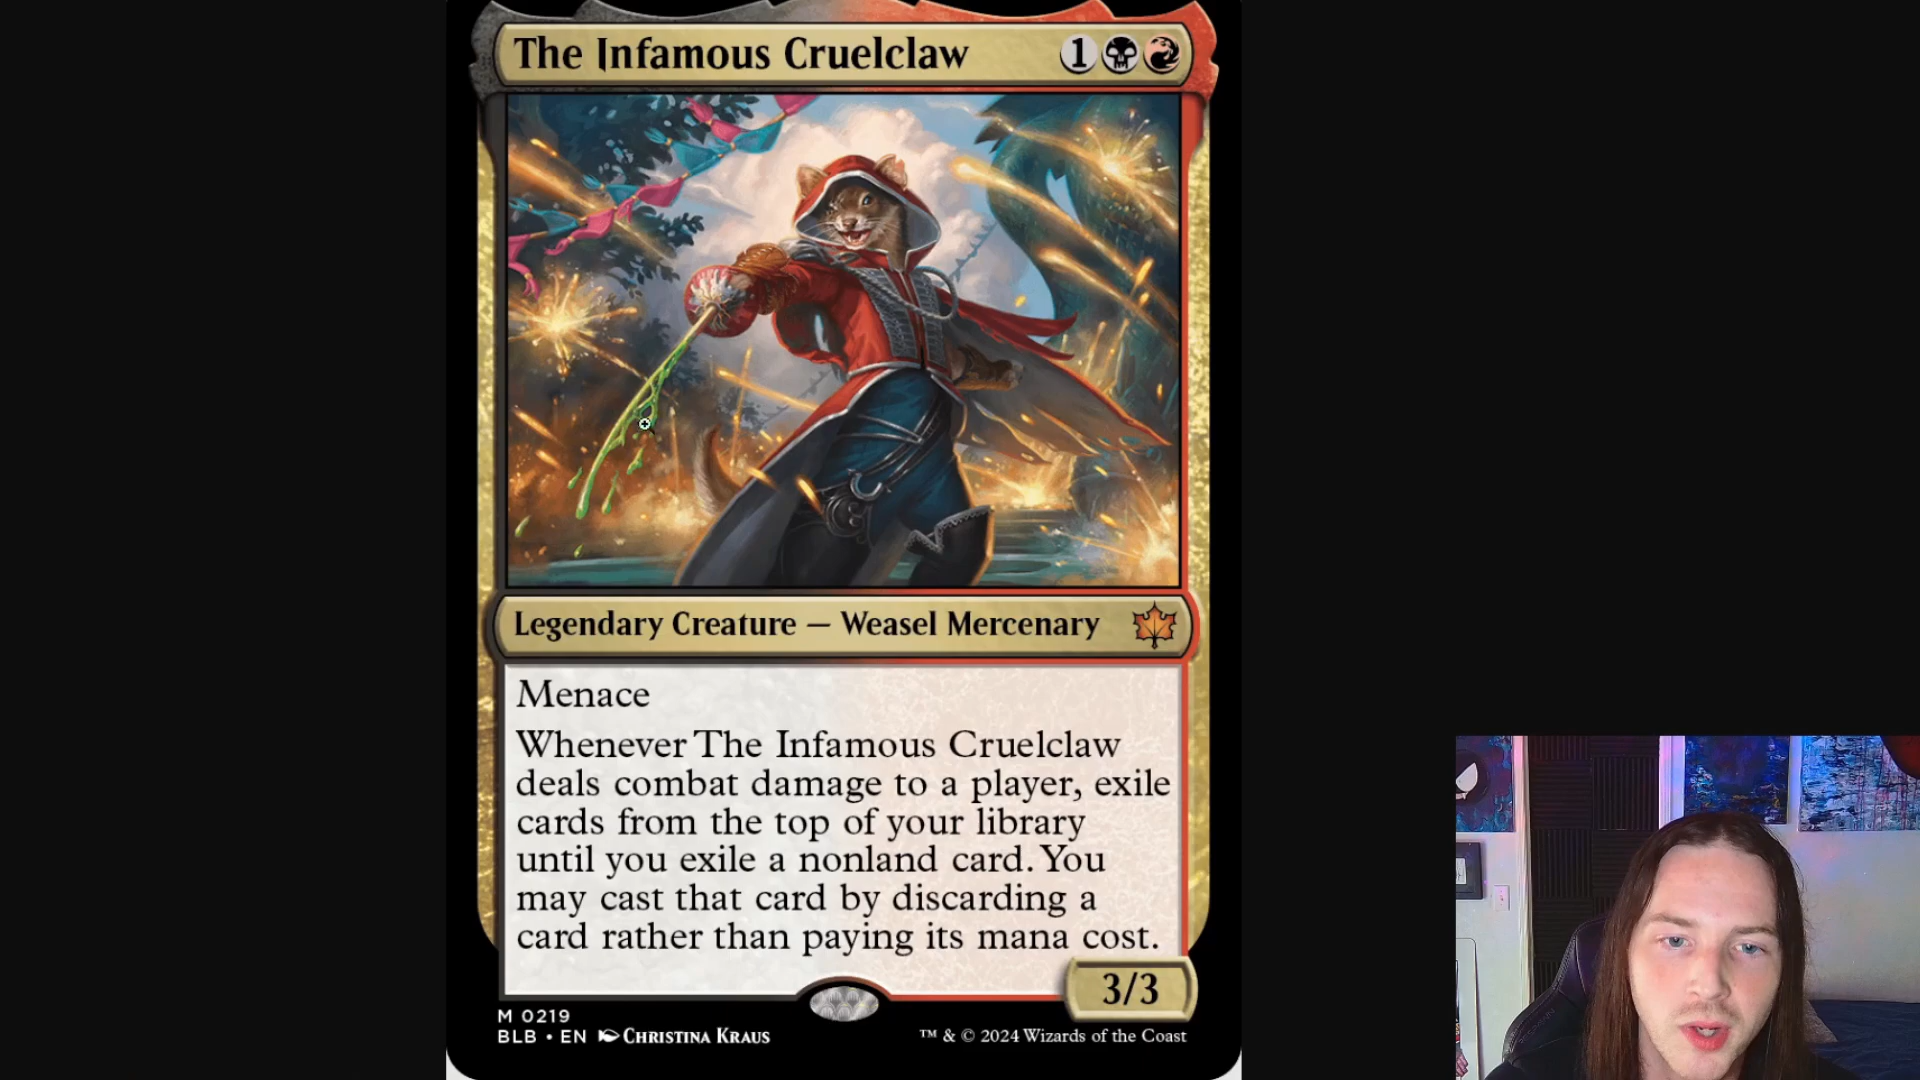 The Infamous Cruelclaw 1
Legendary Creature — Weasel Mercenary
Menace
Whenever The Infamous Cruelclaw
deals combat damage to a player, exile
cards from the top of your library
until you exile a nonland card. You
may cast that card by discarding a
card rather than paying its mana cost.
3/3
M 0219
BLB • EN Christina Kraus
™ & © 2024 Wizards of the Coast